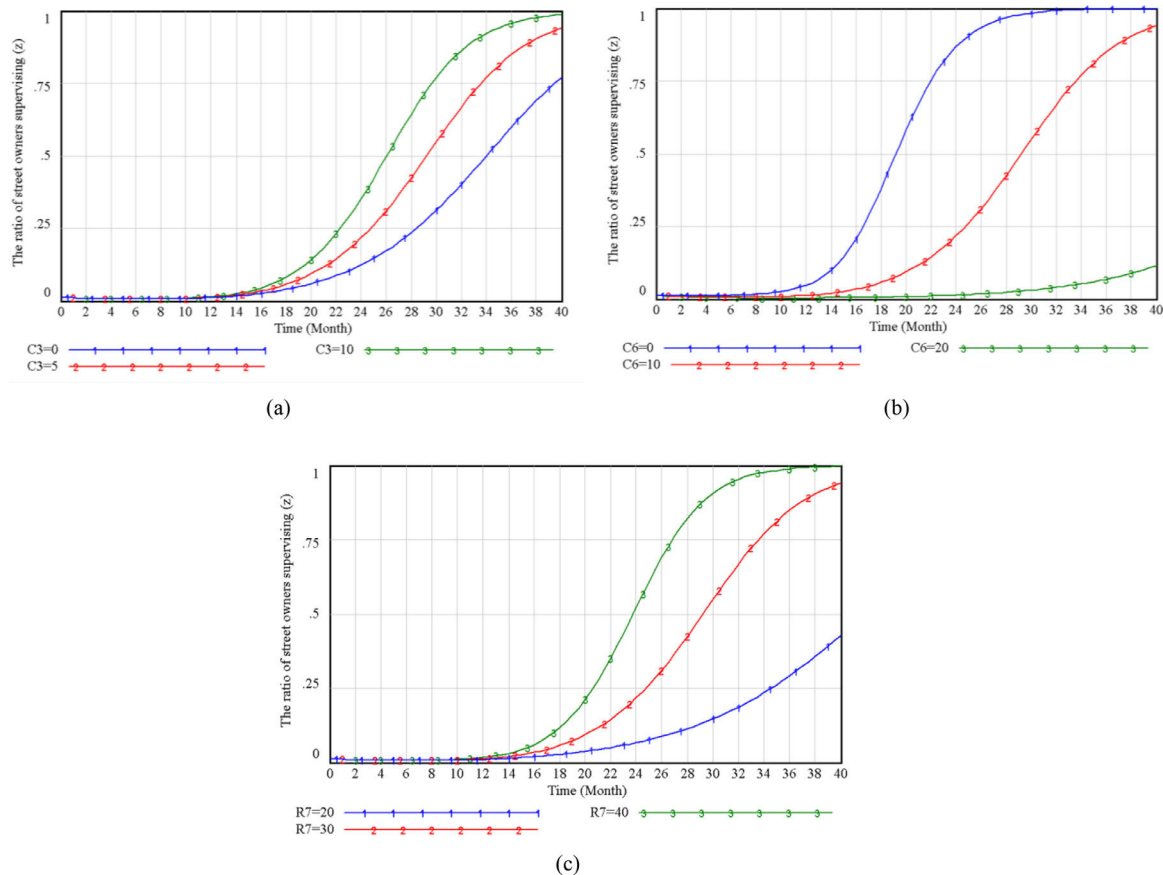 The ratio of street owners supervising (z)
1
.75
.5
.25
0
0 2 4 6 8 10 12 14 16 18 20 22 24 26 28 30 32 34 36 38 40
Time (Month)
C3=0
C3=10
C3=5
(a)
The ratio of street owners supervising (z)
1
.75
.5
.25
0
0 2 4 6 8 10 12 14 16 18 20 22 24 26 28 30 32 34 36 38 40
Time (Month)
C6=0
C6=20
C6=10
(b)
The ratio of street owners supervising (z)
1
.75
.5
.25
0
0 2 4 6 8 10 12 14 16 18 20 22 24 26 28 30 32 34 36 38 40
Time (Month)
R7=20
R7=40
R7=30
(c)